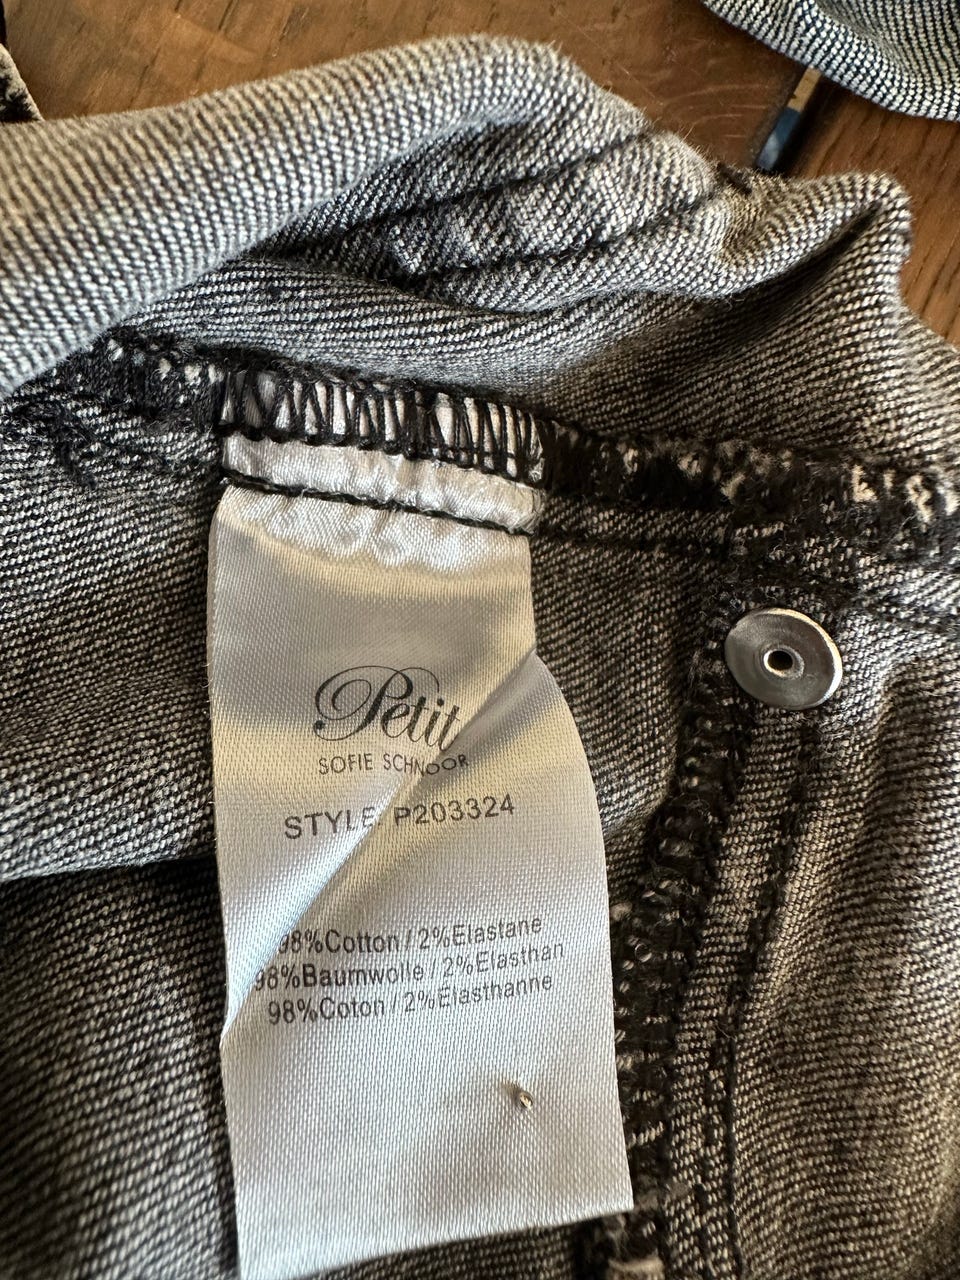 Petit
SOFIE SCHNOOR
STYLE: P203324
98%Cotton / 2%Elastane
98%Baumwolle / 2%Elasthan
98%Coton / 2%Elasthanne